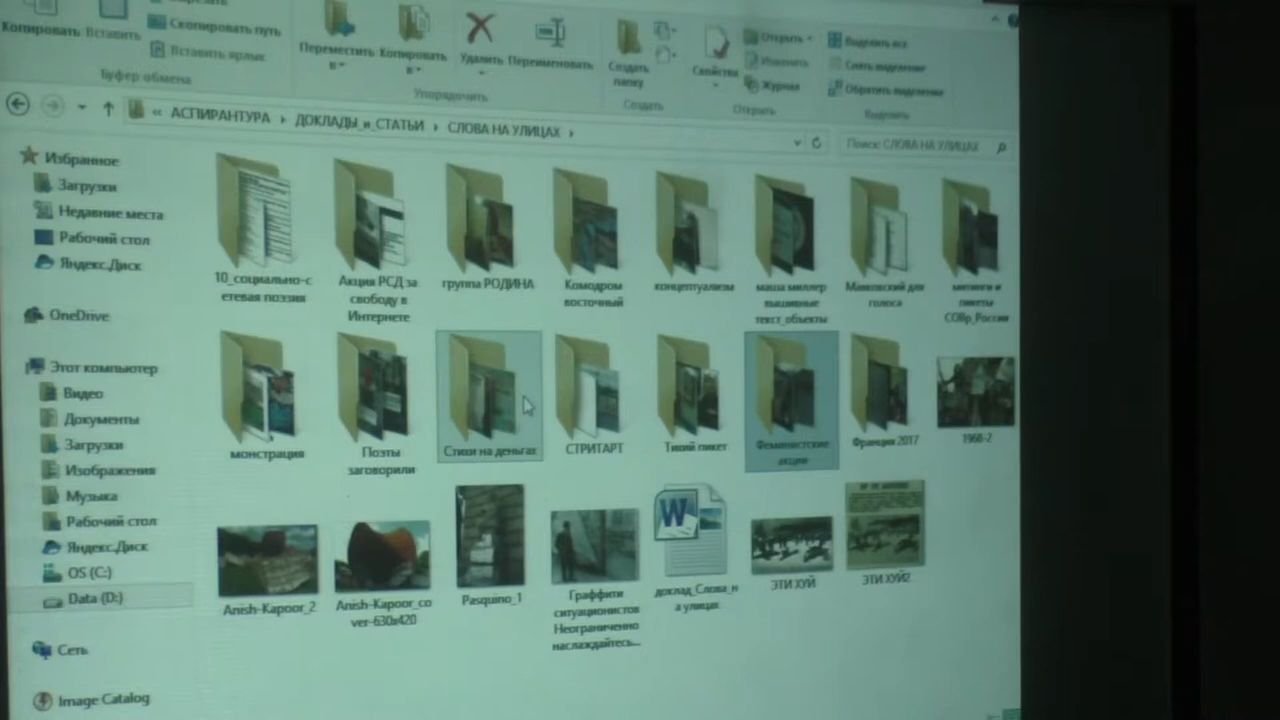 Копировать Вставить
Скопировать путь
Вставить ярлык
Буфер обмена
Переместить в
Копировать в
Удалить
Переименовать
Упорядочить
Создать папку
Создать
Свойства
Открыть
Изменить
Журнал
Открыть
Выделить все
Снять выделение
Обратить выделение
Выделить
« АСПИРАНТУРА › ДОКЛАДЫ_и_СТАТЬИ › СЛОВА НА УЛИЦАХ ›
Поиск: СЛОВА НА УЛИЦАХ
Избранное
Загрузки
Недавние места
Рабочий стол
Яндекс.Диск
OneDrive
Этот компьютер
Видео
Документы
Загрузки
Изображения
Музыка
Рабочий стол
Яндекс.Диск
OS (C:)
Data (D:)
Сеть
Image Catalog
10_социально-с
етевая поэзия
Акция РСД за
свободу в
Интернете
группа РОДИНА
Комодром
восточный
концептуализм
маша миллер
вышивные
текст_объекты
Маяковский для
голоса
митинги и
пикеты
СОВр_Россия
монстрация
Поэты
заговорили
Стихи на деньгах
СТРИТАРТ
Тихий пикет
Феминистские
акции
Франция 2017
1968-2
Anish-Kapoor_2
Anish-Kapoor_co
ver-630x420
Pasquino_1
Граффити
ситуационистов
Неограниченно
наслаждайтесь...
доклад_Слова_н
а улицах
ЭТИ ХУЙ
ЭТИ ХУЙ2